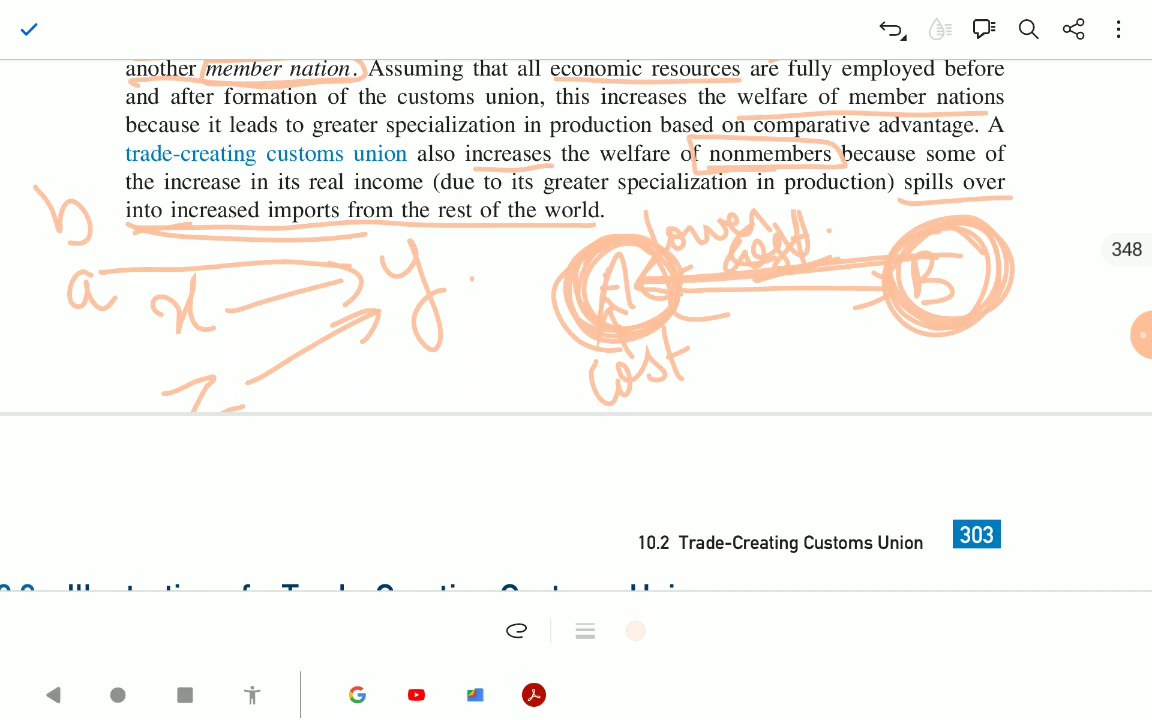 another member nation. Assuming that all economic resources are fully employed before
and after formation of the customs union, this increases the welfare of member nations
because it leads to greater specialization in production based on comparative advantage. A
trade-creating customs union also increases the welfare of nonmembers because some of
the increase in its real income (due to its greater specialization in production) spills over
into increased imports from the rest of the world.
b
lower
348
a
x
y
A
B
z
cost
10.2 Trade-Creating Customs Union 303